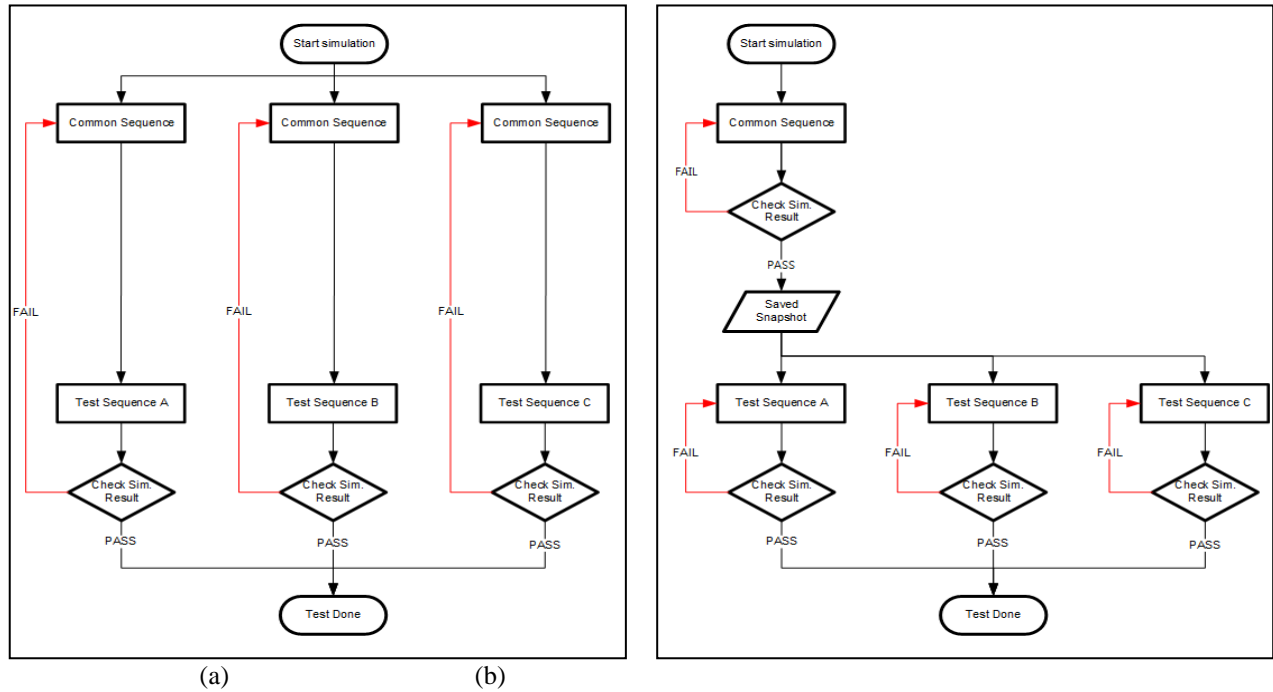 Start simulation
Common Sequence
Common Sequence
Common Sequence
FAIL
FAIL
FAIL
Test Sequence A
Test Sequence B
Test Sequence C
Check Sim.
Result
Check Sim.
Result
Check Sim.
Result
PASS
PASS
PASS
Test Done
Start simulation
Common Sequence
FAIL
Check Sim.
Result
PASS
Saved
Snapshot
Test Sequence A
Test Sequence B
Test Sequence C
FAIL
FAIL
FAIL
Check Sim.
Result
Check Sim.
Result
Check Sim.
Result
PASS
PASS
PASS
Test Done
(a)
(b)